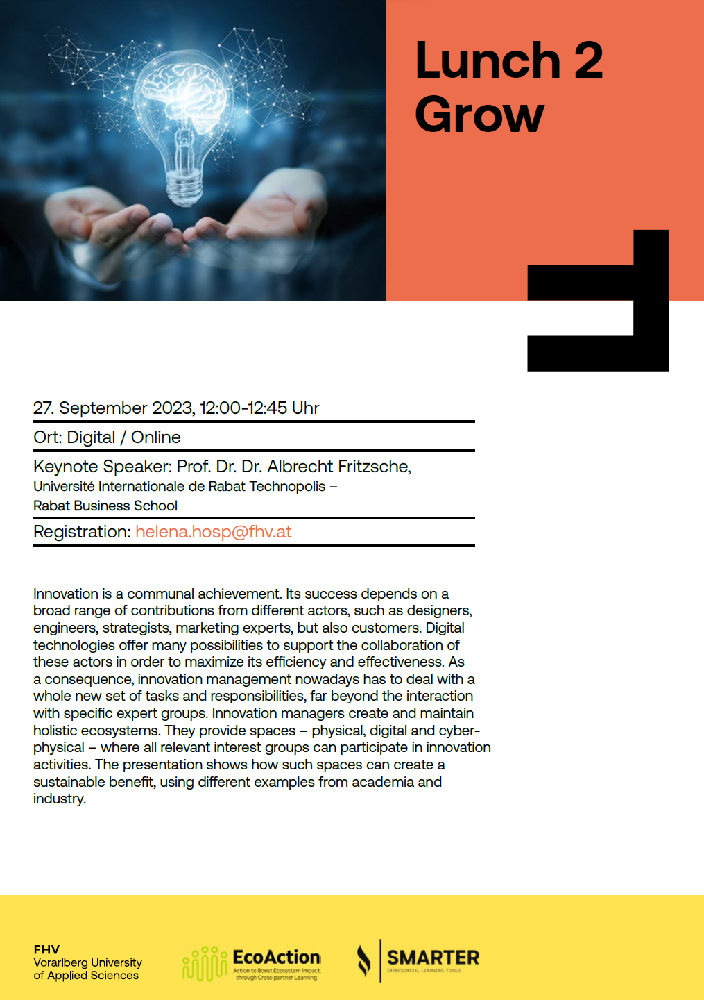 Lunch 2
Grow
27. September 2023, 12:00-12:45 Uhr
Ort: Digital / Online
Keynote Speaker: Prof. Dr. Dr. Albrecht Fritzsche,
Université Internationale de Rabat Technopolis –
Rabat Business School
Registration: helena.hosp@fhv.at
Innovation is a communal achievement. Its success depends on a
broad range of contributions from different actors, such as designers,
engineers, strategists, marketing experts, but also customers. Digital
technologies offer many possibilities to support the collaboration of
these actors in order to maximize its efficiency and effectiveness. As
a consequence, innovation management nowadays has to deal with a
whole new set of tasks and responsibilities, far beyond the interaction
with specific expert groups. Innovation managers create and maintain
holistic ecosystems. They provide spaces – physical, digital and cyber-
physical – where all relevant interest groups can participate in innovation
activities. The presentation shows how such spaces can create a
sustainable benefit, using different examples from academia and
industry.
FHV
Vorarlberg University
of Applied Sciences
EcoAction
Action to Boost Ecosystem Impact
through Cross-partner Learning
SMARTER
EXPERIENTIAL LEARNING TOOLS